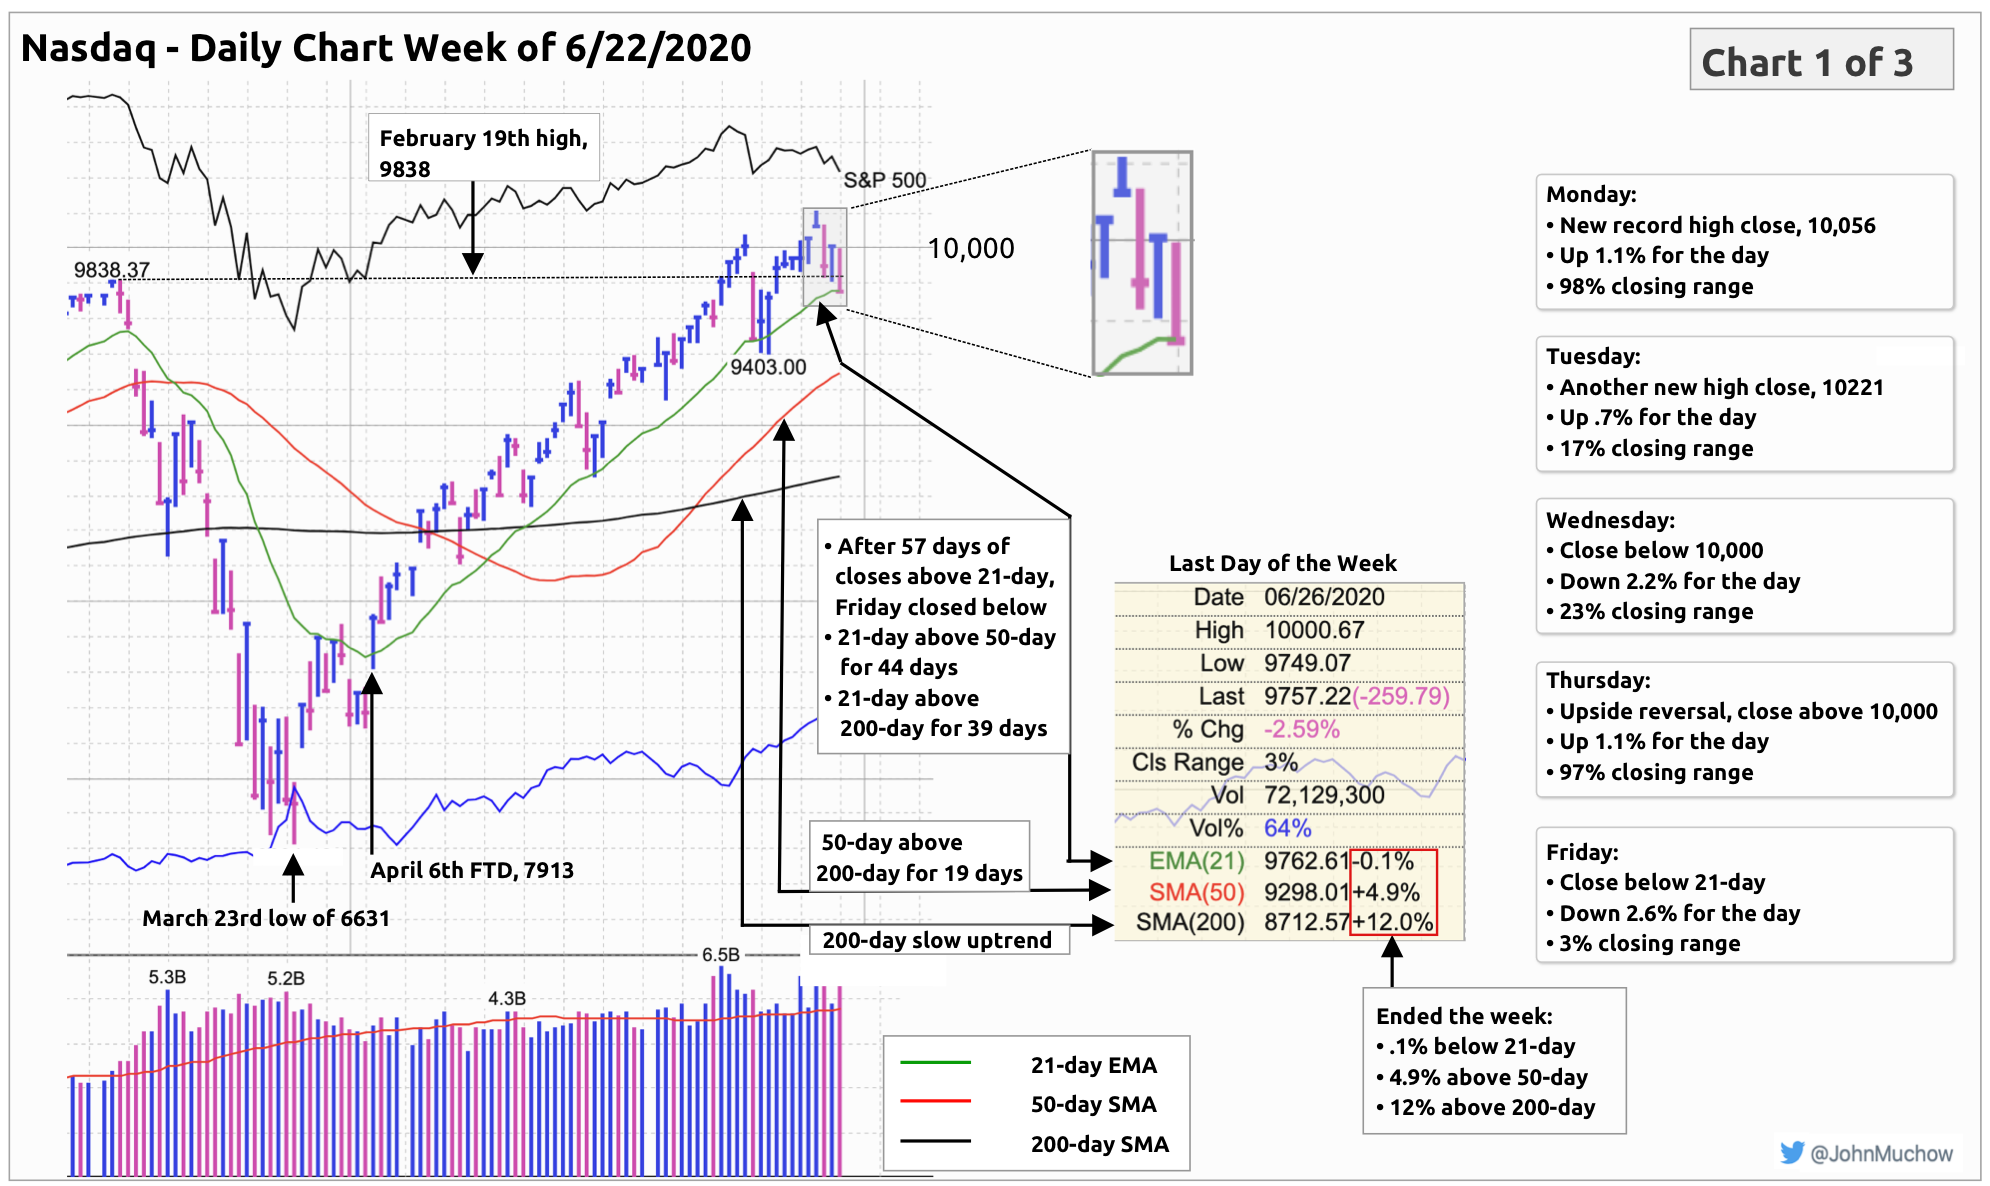 Nasdaq - Daily Chart Week of 6/22/2020
Chart 1 of 3
February 19th high,
9838
S&P 500
10,000
9838.37
9403.00
Monday:
• New record high close, 10,056
• Up 1.1% for the day
• 98% closing range
Tuesday:
• Another new high close, 10221
• Up .7% for the day
• 17% closing range
Wednesday:
• Close below 10,000
• Down 2.2% for the day
• 23% closing range
Thursday:
• Upside reversal, close above 10,000
• Up 1.1% for the day
• 97% closing range
Friday:
• Close below 21-day
• Down 2.6% for the day
• 3% closing range
• After 57 days of
closes above 21-day,
Friday closed below
• 21-day above 50-day
for 44 days
• 21-day above
200-day for 39 days
Last Day of the Week
Date 06/26/2020
High 10000.67
Low 9749.07
Last 9757.22(-259.79)
% Chg -2.59%
Cls Range 3%
Vol 72,129,300
Vol% 64%
EMA(21) 9762.61 -0.1%
SMA(50) 9298.01 +4.9%
SMA(200) 8712.57 +12.0%
50-day above
200-day for 19 days
200-day slow uptrend
April 6th FTD, 7913
March 23rd low of 6631
5.3B
5.2B
4.3B
6.5B
21-day EMA
50-day SMA
200-day SMA
Ended the week:
• .1% below 21-day
• 4.9% above 50-day
• 12% above 200-day
@JohnMuchow